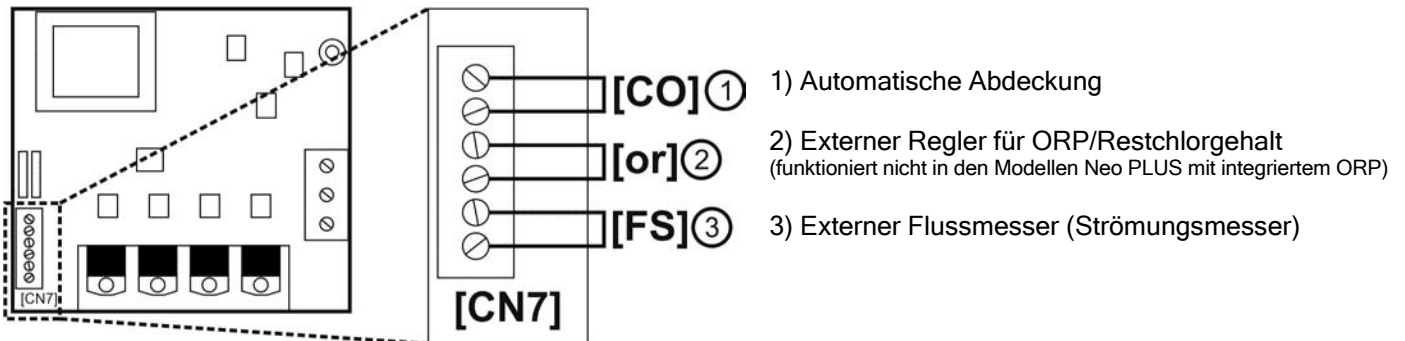 [CO] 1
[or] 2
[FS] 3
[CN7]
[CN7]
1) Automatische Abdeckung
2) Externer Regler für ORP/Restchlorgehalt
(funktioniert nicht in den Modellen Neo PLUS mit integriertem ORP)
3) Externer Flussmesser (Strömungsmesser)